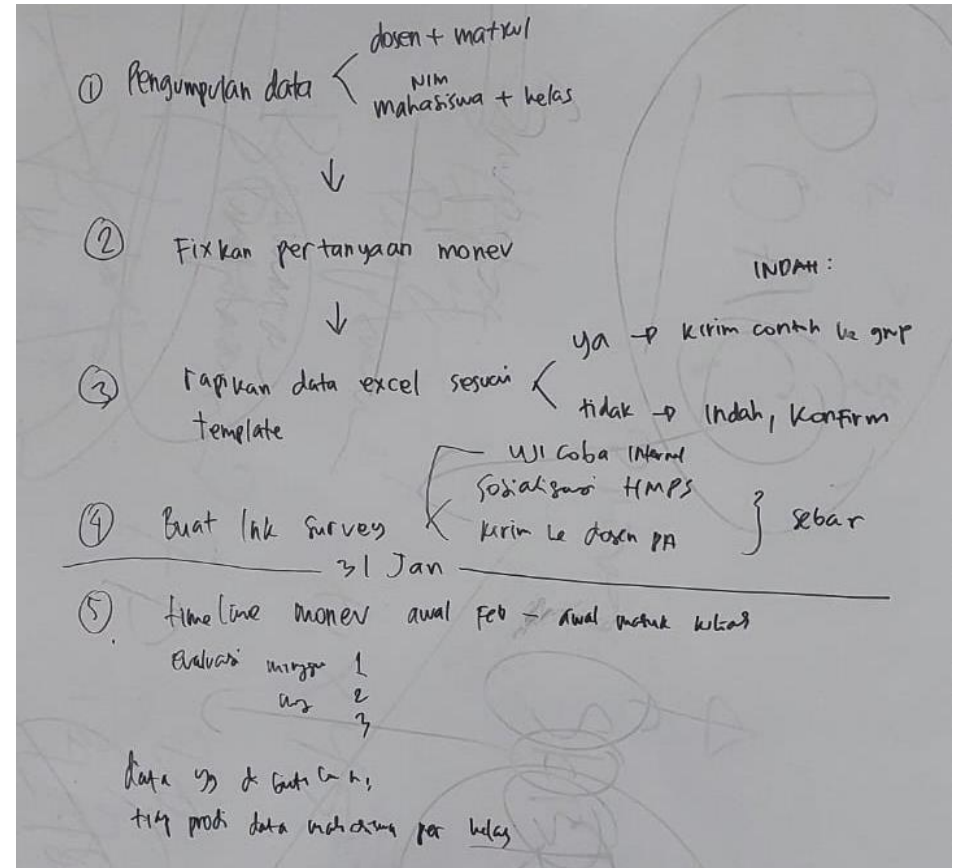 dosen + matkul
① Pengumpulan data <
NIM
mahasiswa + kelas
↓
② Fixkan pertanyaan monev
INDAH :
↓
ya → kirim contoh ke grup
③ rapikan data excel sesuai <
tidak → Indah, Konfirm
template
uji coba internal
Sosialisasi HMPS
④ Buat link survey < kirim ke dosen PA } sebar
31 Jan
⑤. timeline monev awal Feb - awal masuk kuliah
Evaluasi minggu 1
2
3
data yg
tiap prodi data mahasiswa per kelas